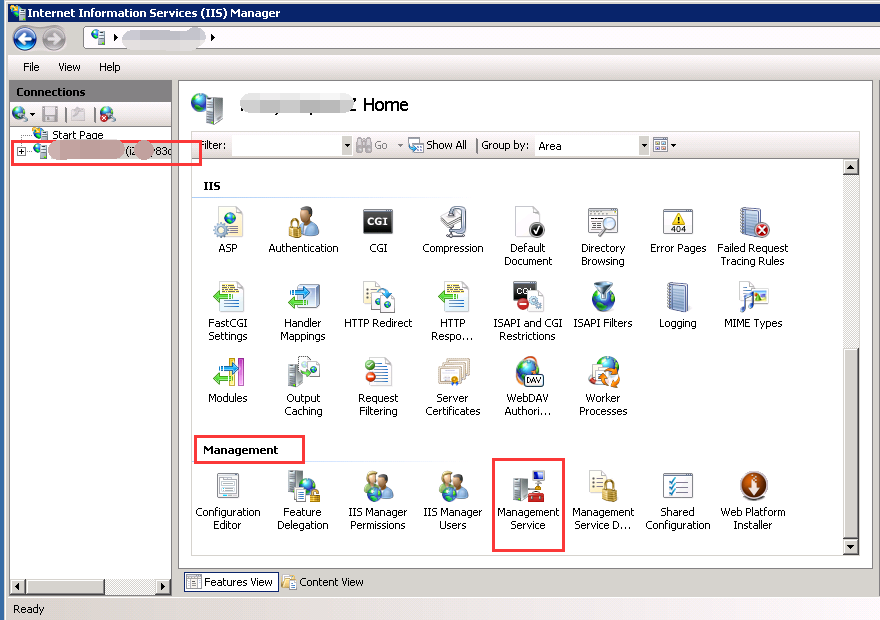 Internet Information Services (IIS) Manager
File View Help
Connections
Start Page
Home
Filter: Go Show All Group by: Area
IIS
ASP Authentication CGI Compression Default Document Directory Browsing Error Pages Failed Request Tracing Rules
CGI
404
FastCGI Settings Handler Mappings HTTP Redirect HTTP Respo... ISAPI and CGI Restrictions ISAPI Filters Logging MIME Types
Modules Output Caching Request Filtering Server Certificates WebDAV Authori... Worker Processes
DAV
Management
Configuration Editor Feature Delegation IIS Manager Permissions IIS Manager Users Management Service Management Service D... Shared Configuration Web Platform Installer
Features View Content View
Ready